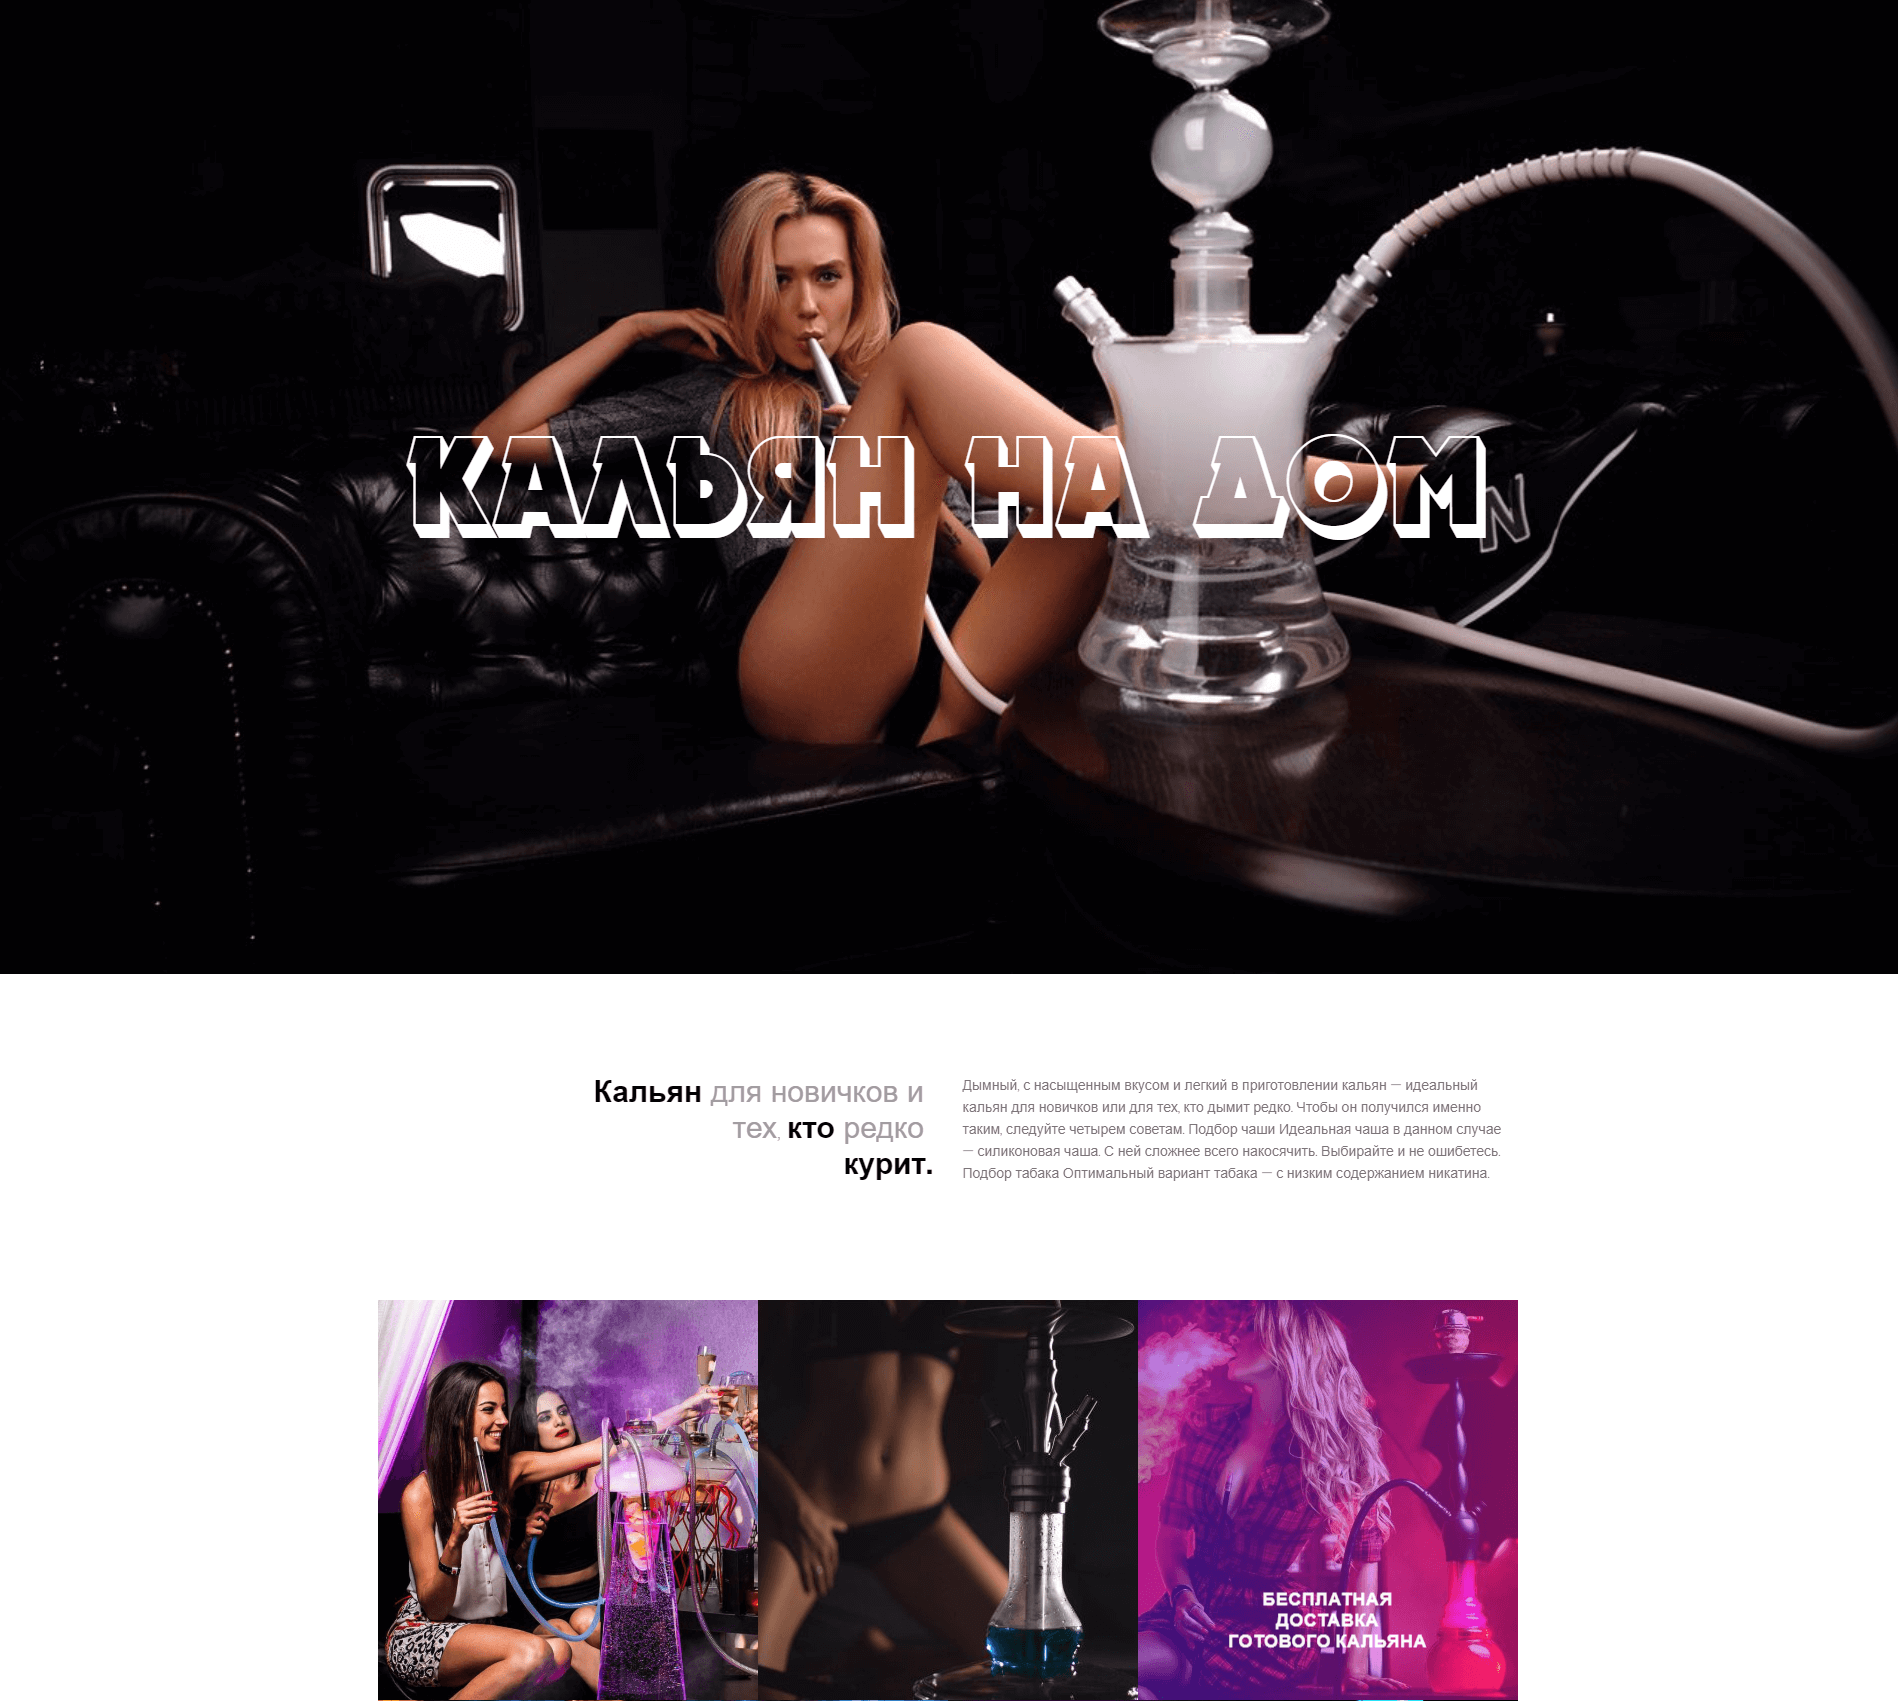 КАЛЬЯН НА ДОМ
N
Кальян для новичков и
тех, кто редко
курит.
Дымный, с насыщенным вкусом и легкий в приготовлении кальян — идеальный
кальян для новичков или для тех, кто дымит редко. Чтобы он получился именно
таким, следуйте четырем советам. Подбор чаши Идеальная чаша в данном случае
— силиконовая чаша. С ней сложнее всего накосячить. Выбирайте и не ошибетесь.
Подбор табака Оптимальный вариант табака — с низким содержанием никатина.
БЕСПЛАТНАЯ
ДОСТАВКА
ГОТОВОГО КАЛЬЯНА